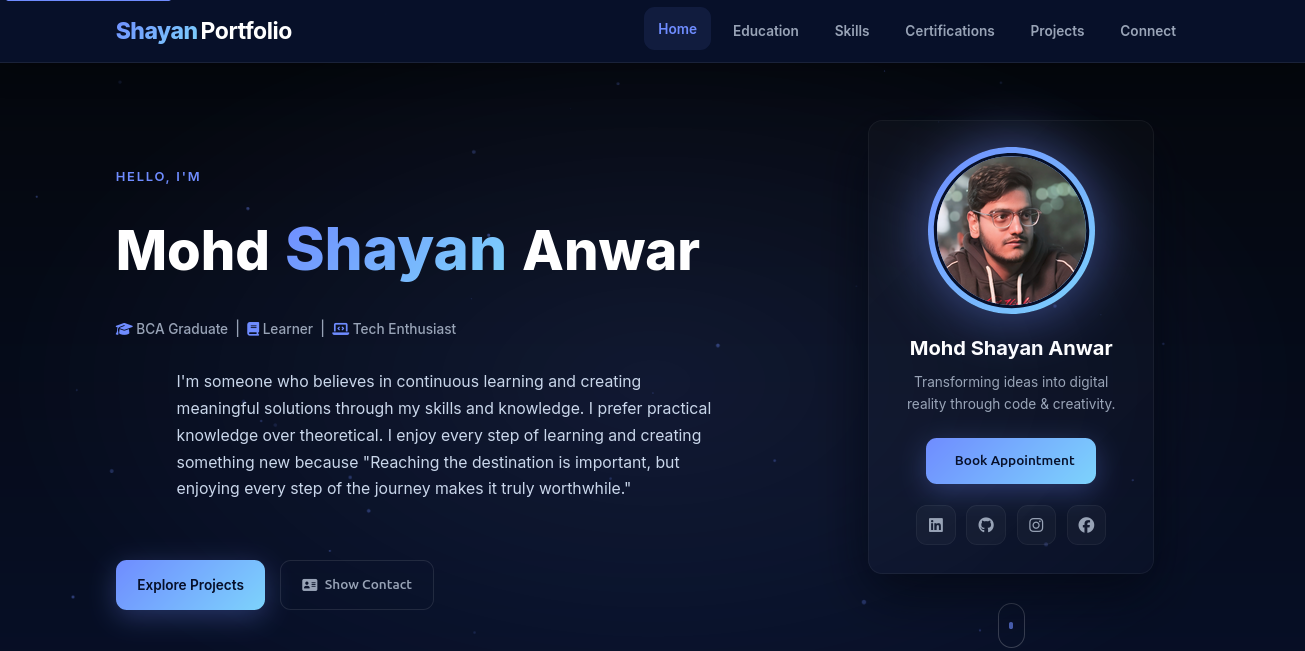 Shayan Portfolio
Home Education Skills Certifications Projects Connect
HELLO, I'M
Mohd Shayan Anwar
BCA Graduate | Learner | Tech Enthusiast
I'm someone who believes in continuous learning and creating
meaningful solutions through my skills and knowledge. I prefer practical
knowledge over theoretical. I enjoy every step of learning and creating
something new because "Reaching the destination is important, but
enjoying every step of the journey makes it truly worthwhile."
Explore Projects Show Contact
Mohd Shayan Anwar
Transforming ideas into digital
reality through code & creativity.
Book Appointment